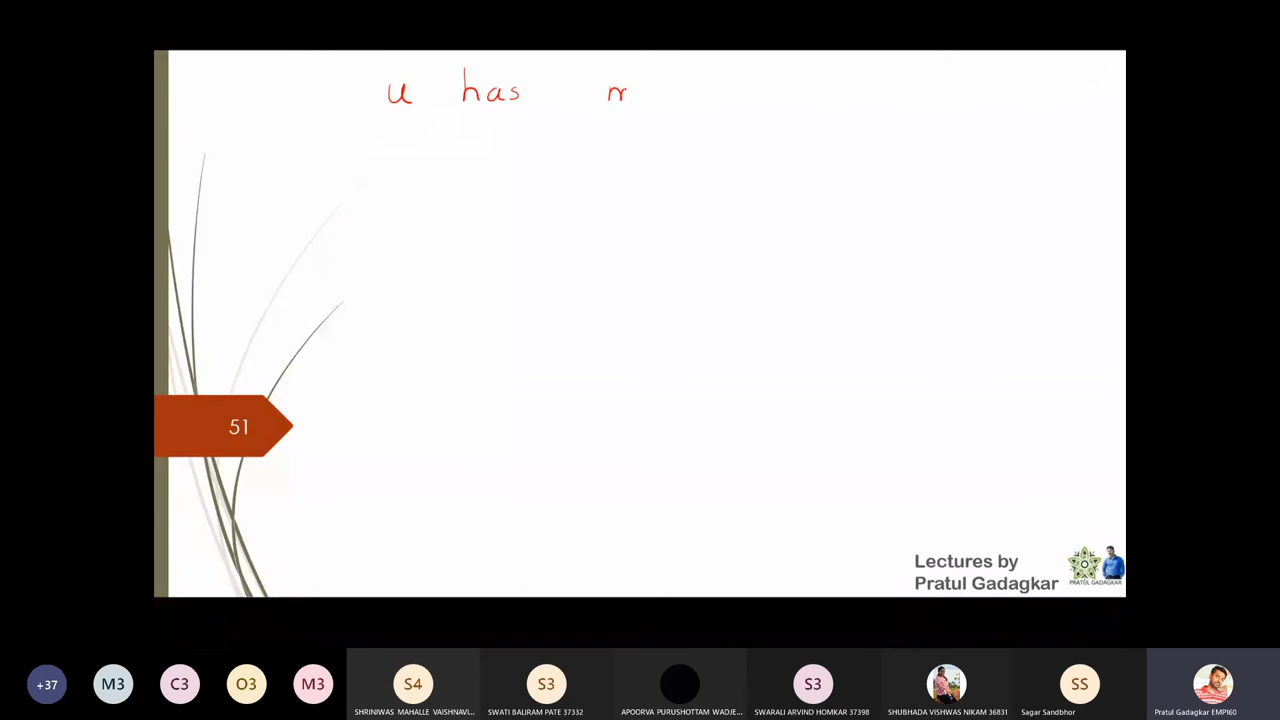 u has n
51
Lectures by
Pratul Gadagkar
PRATUL GADAGKAR
+37 M3 C3 O3 M3 S4 S3 S3 SS
SHRINIWAS MAHALLE VAISHNAVI... SWATI BALIRAM PATE 37332 APOORVA PURUSHOTTAM WADJE... SWARALI ARVIND HOMKAR 37398 SHUBHADA VISHWAS NIKAM 36831 Sagar Sandbhor Pratul Gadagkar EMP160